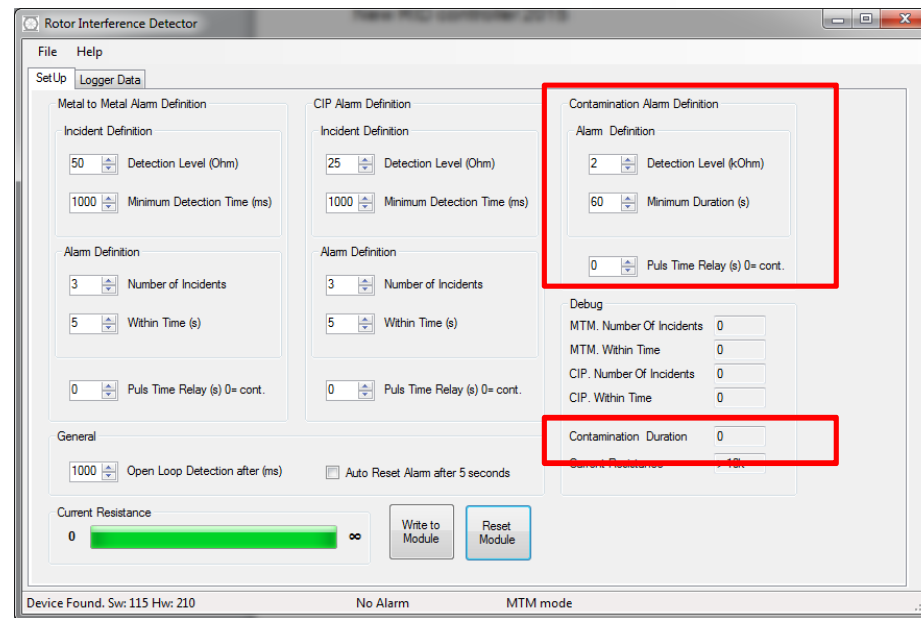 New RID controller 2015
Rotor Interference Detector
File Help
SetUp Logger Data
Metal to Metal Alarm Definition
Incident Definition
50 Detection Level (Ohm)
1000 Minimum Detection Time (ms)
Alarm Definition
3 Number of Incidents
5 Within Time (s)
0 Puls Time Relay (s) 0= cont.
CIP Alarm Definition
Incident Definition
25 Detection Level (Ohm)
1000 Minimum Detection Time (ms)
Alarm Definition
3 Number of Incidents
5 Within Time (s)
0 Puls Time Relay (s) 0= cont.
Contamination Alarm Definition
Alarm Definition
2 Detection Level (kOhm)
60 Minimum Duration (s)
0 Puls Time Relay (s) 0= cont.
Debug
MTM. Number Of Incidents 0
MTM. Within Time 0
CIP. Number Of Incidents 0
CIP. Within Time 0
Contamination Duration 0
Current Resistance > 10k
General
1000 Open Loop Detection after (ms)
Auto Reset Alarm after 5 seconds
Current Resistance
0 ∞
Write to
Module
Reset
Module
Device Found. Sw: 115 Hw: 210 No Alarm MTM mode